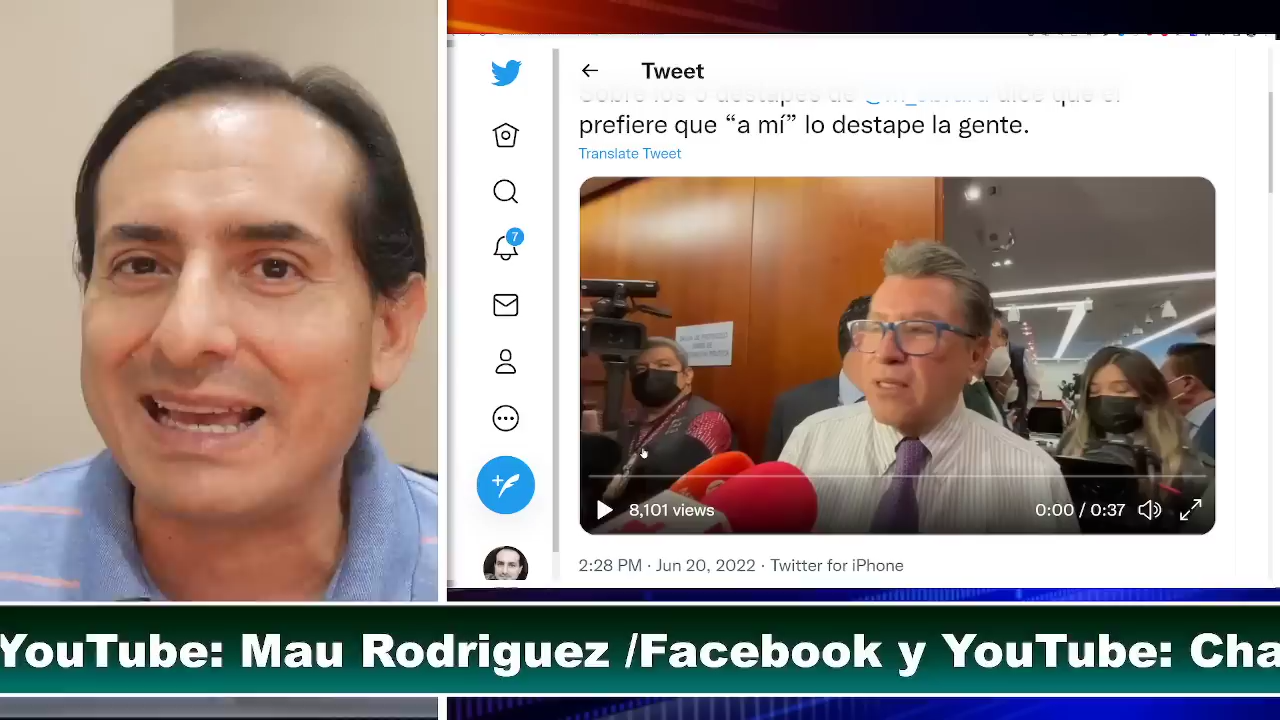 Tweet
prefiere que “a mí” lo destape la gente.
Translate Tweet
7
8,101 views
0:00 / 0:37
2:28 PM · Jun 20, 2022 · Twitter for iPhone
YouTube: Mau Rodriguez /Facebook y YouTube: Cha